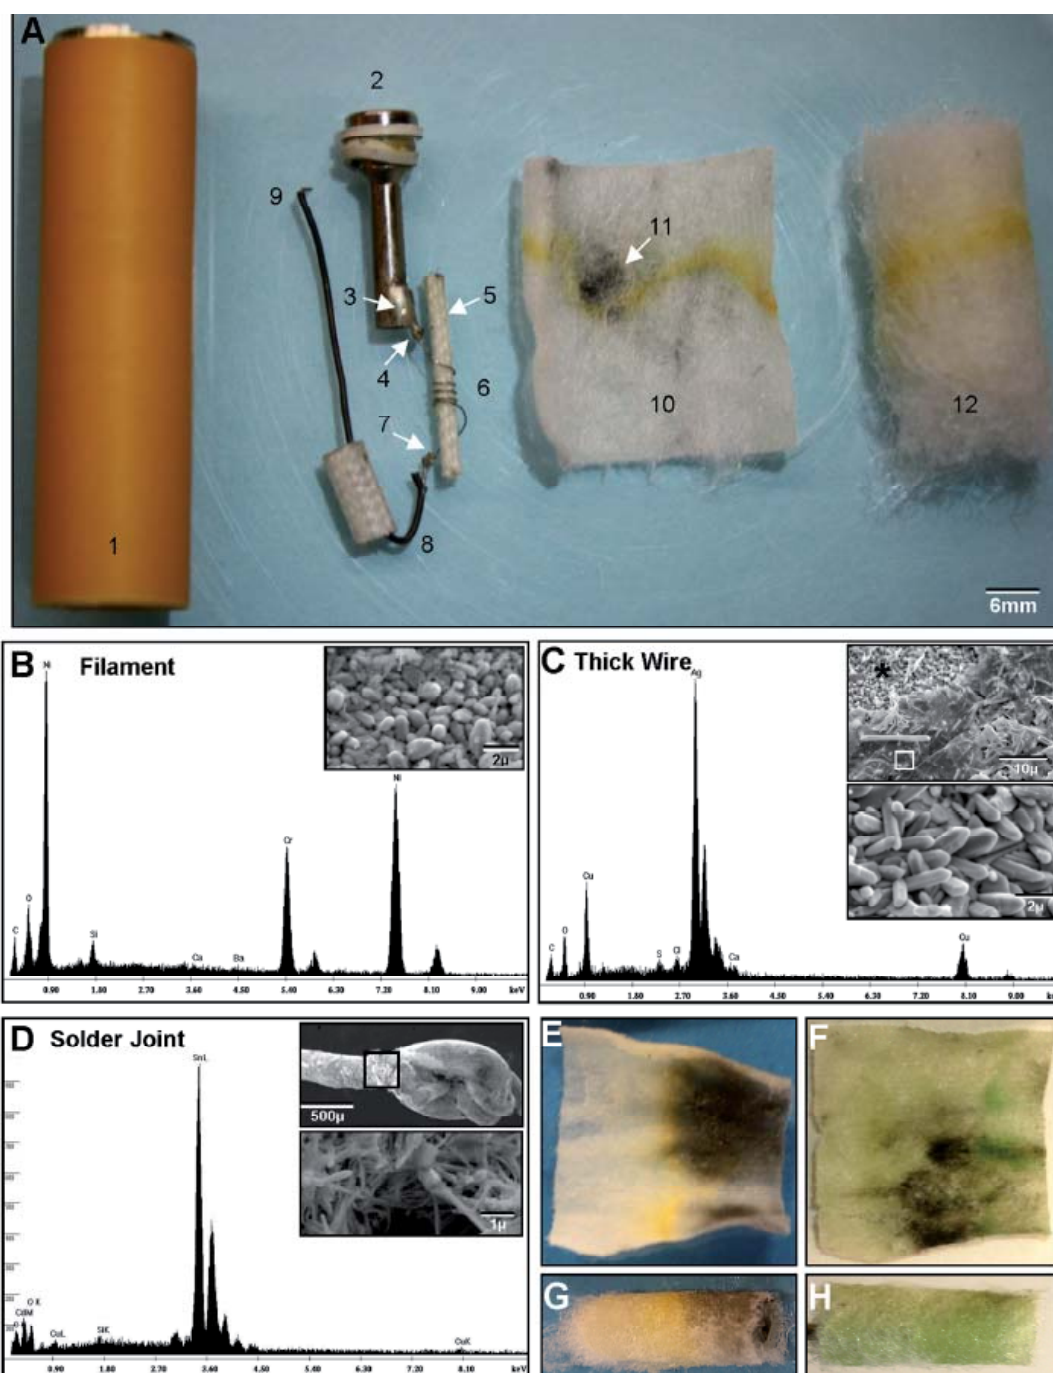 A
1
2
3
4
5
6
7
8
9
10
11
12
6mm
B Filament
Ni
Ni
Cr
O
C
Si
Ca
Ba
2µ
0.90 1.80 2.70 3.60 4.50 5.40 6.30 7.20 8.10 9.00 keV
C Thick Wire
Ag
*
10µ
2µ
Cu
O
C
S
Cl
Ca
Cu
0.90 1.80 2.70 3.60 4.50 5.40 6.30 7.20 8.10 9.00 keV
D Solder Joint
SnL
500µ
1µ
O K
CuL
SiK
CuK
0.90 1.80 2.70 3.60 4.50 5.40 6.30 7.20 8.10 keV
E
F
G
H